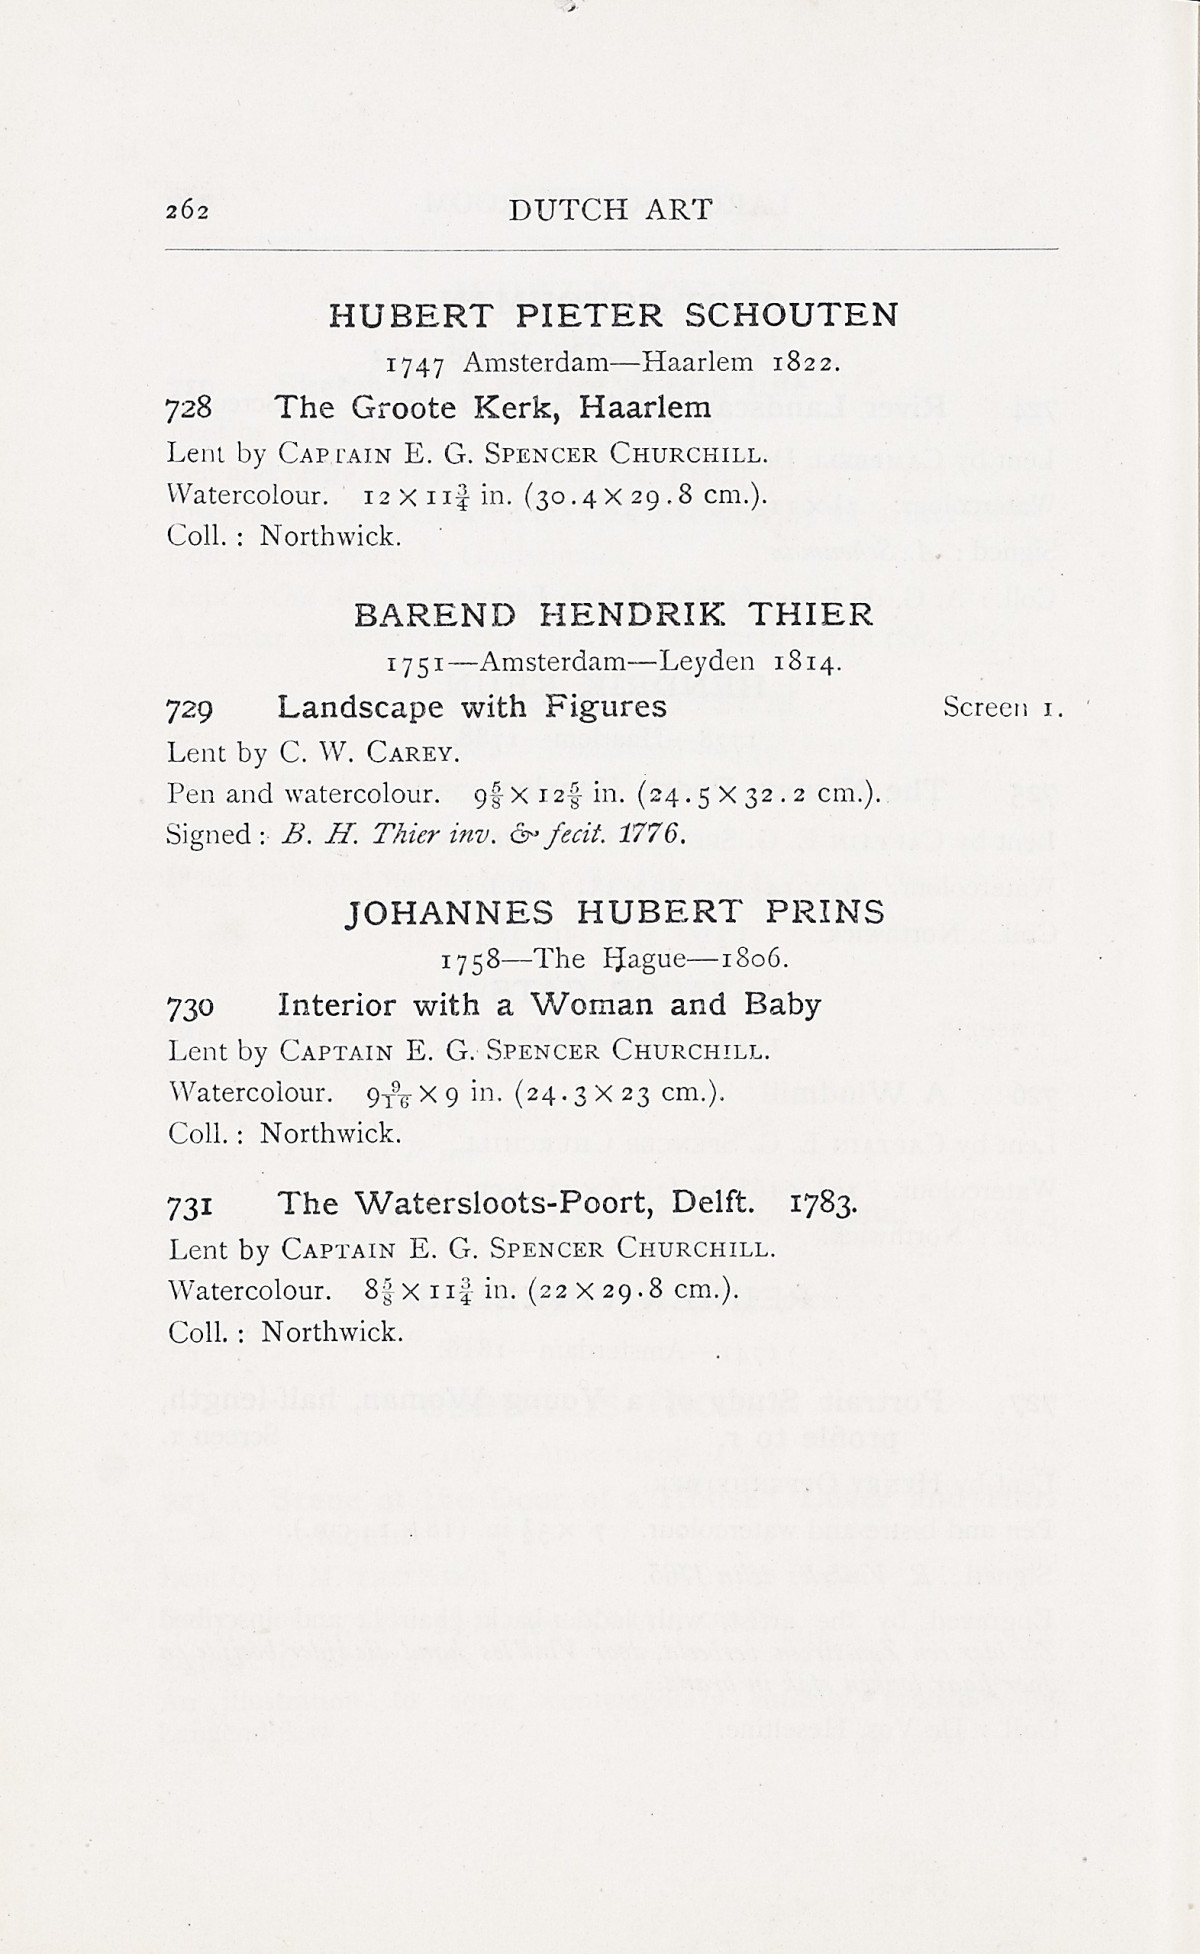 262 DUTCH ART
HUBERT PIETER SCHOUTEN
1747 Amsterdam—Haarlem 1822.
728 The Groote Kerk, Haarlem
Lent by CAPTAIN E. G. SPENCER CHURCHILL.
Watercolour. 12 × 11¾ in. (30.4 × 29.8 cm.).
Coll. : Northwick.
BAREND HENDRIK THIER
1751—Amsterdam—Leyden 1814.
729 Landscape with Figures Screen 1.
Lent by C. W. CAREY.
Pen and watercolour. 9⅝ × 12⅝ in. (24.5 × 32.2 cm.).
Signed : B. H. Thier inv. & fecit. 1776.
JOHANNES HUBERT PRINS
1758—The Hague—1806.
730 Interior with a Woman and Baby
Lent by CAPTAIN E. G. SPENCER CHURCHILL.
Watercolour. 9 9/16 × 9 in. (24.3 × 23 cm.).
Coll. : Northwick.
731 The Watersloots-Poort, Delft. 1783.
Lent by CAPTAIN E. G. SPENCER CHURCHILL.
Watercolour. 8⅝ × 11¾ in. (22 × 29.8 cm.).
Coll. : Northwick.